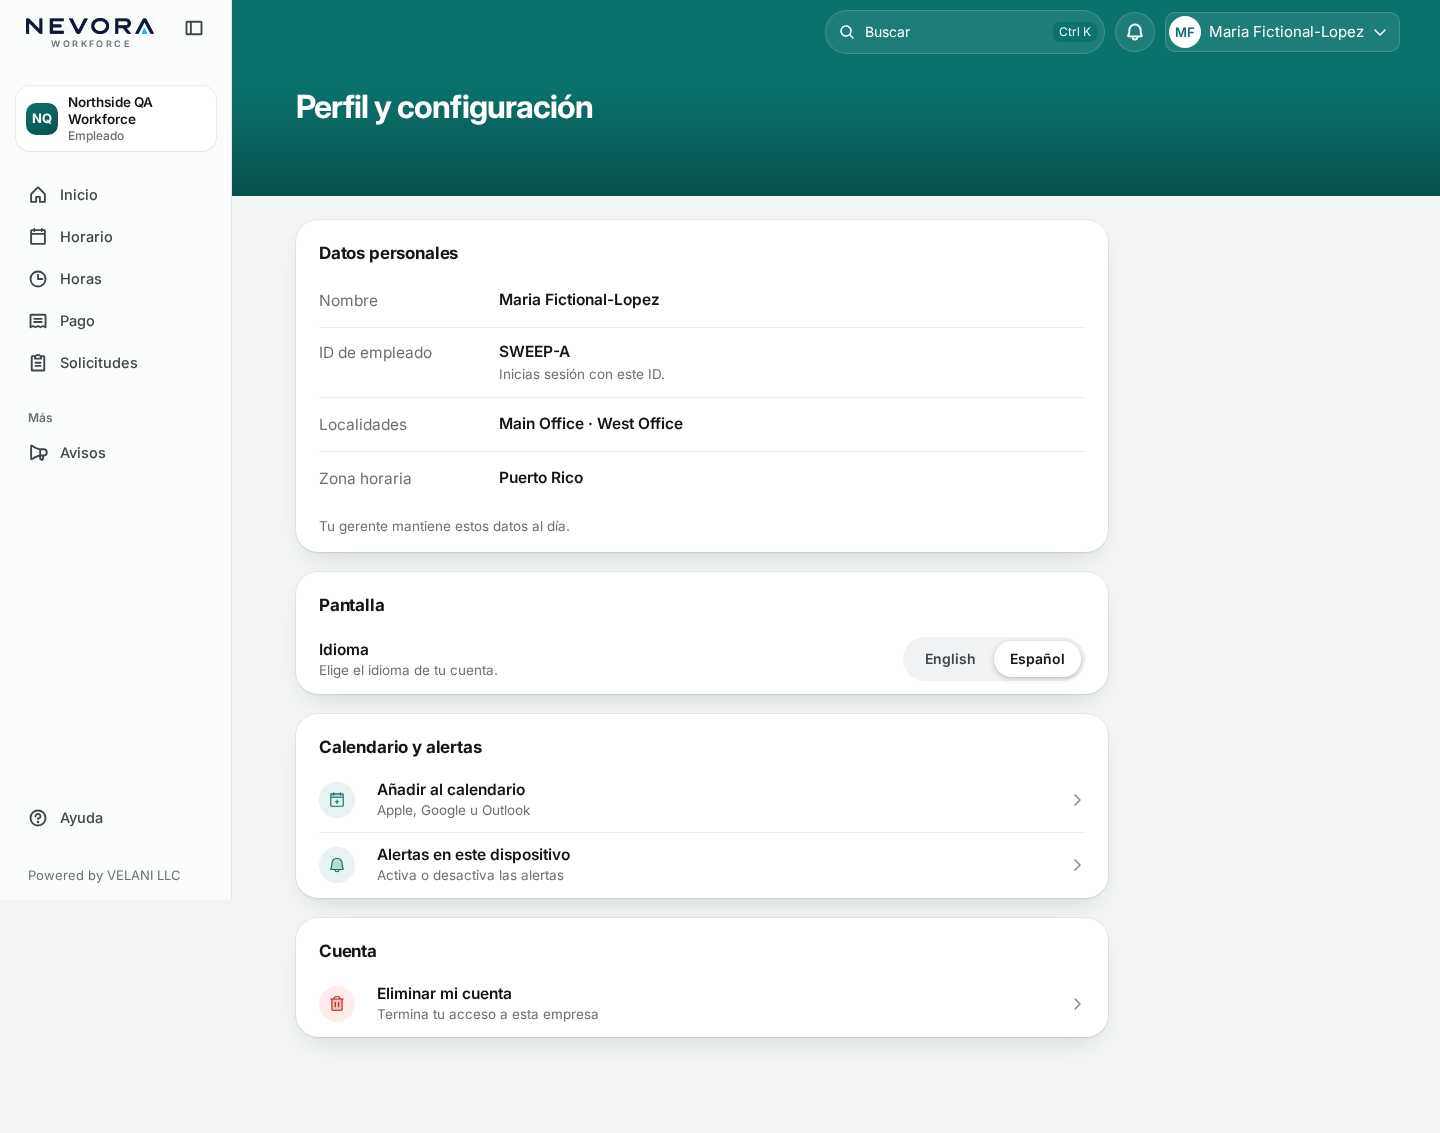 NEVORA
WORKFORCE
NQ
Northside QA
Workforce
Empleado
Inicio
Horario
Horas
Pago
Solicitudes
Más
Avisos
Ayuda
Powered by VELANI LLC
Buscar
Ctrl K
MF
Maria Fictional-Lopez
Perfil y configuración
Datos personales
Nombre
Maria Fictional-Lopez
ID de empleado
SWEEP-A
Inicias sesión con este ID.
Localidades
Main Office · West Office
Zona horaria
Puerto Rico
Tu gerente mantiene estos datos al día.
Pantalla
Idioma
Elige el idioma de tu cuenta.
English
Español
Calendario y alertas
Añadir al calendario
Apple, Google u Outlook
Alertas en este dispositivo
Activa o desactiva las alertas
Cuenta
Eliminar mi cuenta
Termina tu acceso a esta empresa